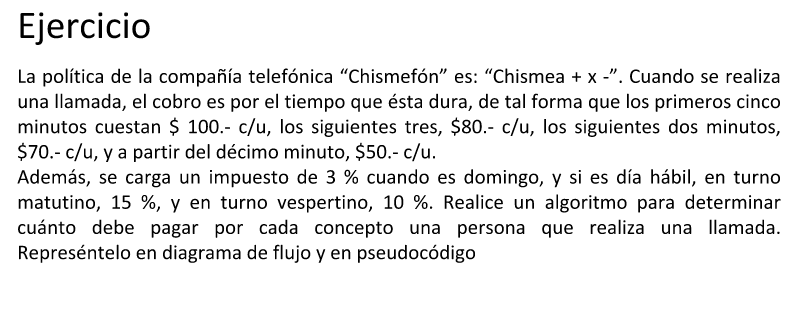 Ejercicio
La política de la compañía telefónica “Chismefón” es: “Chismea + x -”. Cuando se realiza
una llamada, el cobro es por el tiempo que ésta dura, de tal forma que los primeros cinco
minutos cuestan $ 100.- c/u, los siguientes tres, $80.- c/u, los siguientes dos minutos,
$70.- c/u, y a partir del décimo minuto, $50.- c/u.
Además, se carga un impuesto de 3 % cuando es domingo, y si es día hábil, en turno
matutino, 15 %, y en turno vespertino, 10 %. Realice un algoritmo para determinar
cuánto debe pagar por cada concepto una persona que realiza una llamada.
Represéntelo en diagrama de flujo y en pseudocódigo